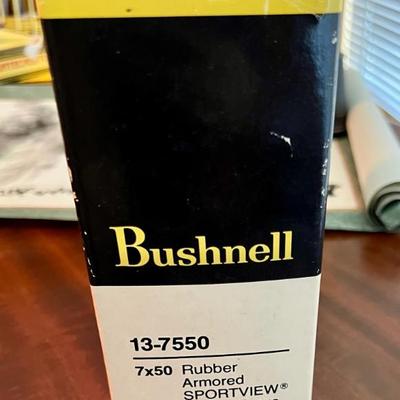 Bushnell
13-7550
7x50 Rubber
Armored
SPORTVIEW®